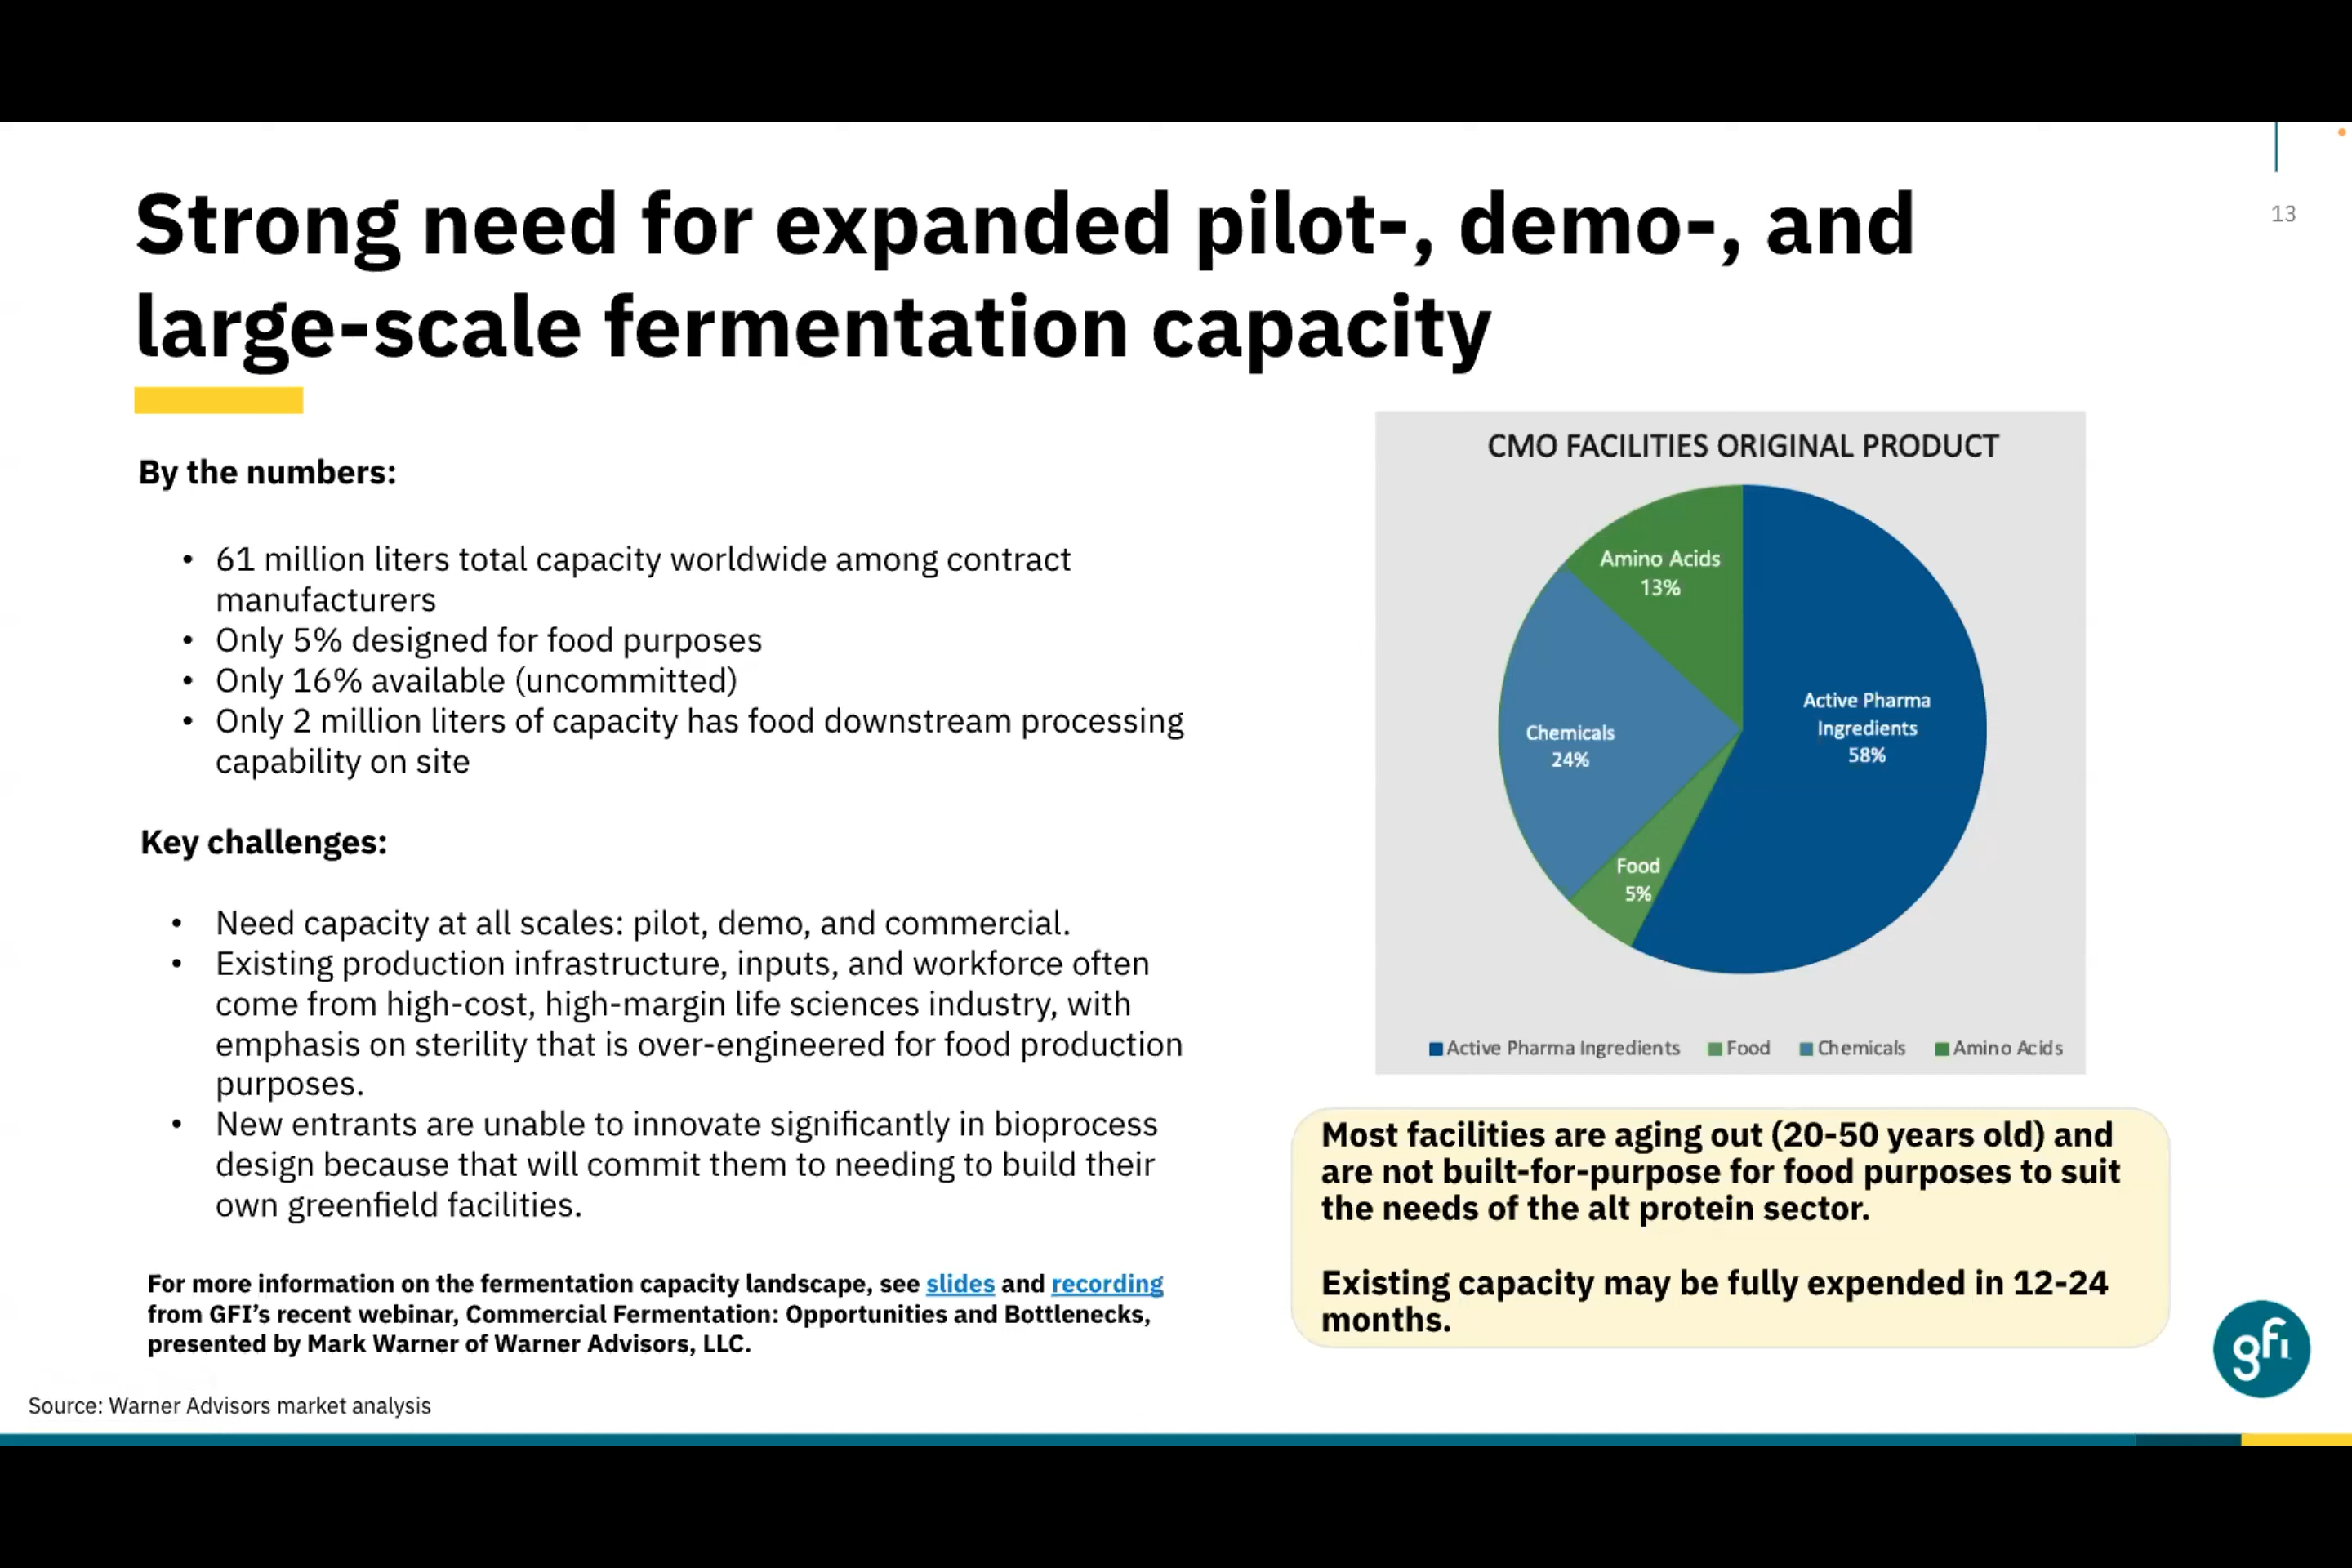 13
Strong need for expanded pilot-, demo-, and
large-scale fermentation capacity
By the numbers:
• 61 million liters total capacity worldwide among contract
manufacturers
• Only 5% designed for food purposes
• Only 16% available (uncommitted)
• Only 2 million liters of capacity has food downstream processing
capability on site
Key challenges:
• Need capacity at all scales: pilot, demo, and commercial.
• Existing production infrastructure, inputs, and workforce often
come from high-cost, high-margin life sciences industry, with
emphasis on sterility that is over-engineered for food production
purposes.
• New entrants are unable to innovate significantly in bioprocess
design because that will commit them to needing to build their
own greenfield facilities.
For more information on the fermentation capacity landscape, see slides and recording
from GFI’s recent webinar, Commercial Fermentation: Opportunities and Bottlenecks,
presented by Mark Warner of Warner Advisors, LLC.
Source: Warner Advisors market analysis
CMO FACILITIES ORIGINAL PRODUCT
Amino Acids
13%
Active Pharma
Ingredients
58%
Chemicals
24%
Food
5%
Active Pharma Ingredients Food Chemicals Amino Acids
Most facilities are aging out (20-50 years old) and
are not built-for-purpose for food purposes to suit
the needs of the alt protein sector.
Existing capacity may be fully expended in 12-24
months.
gfi